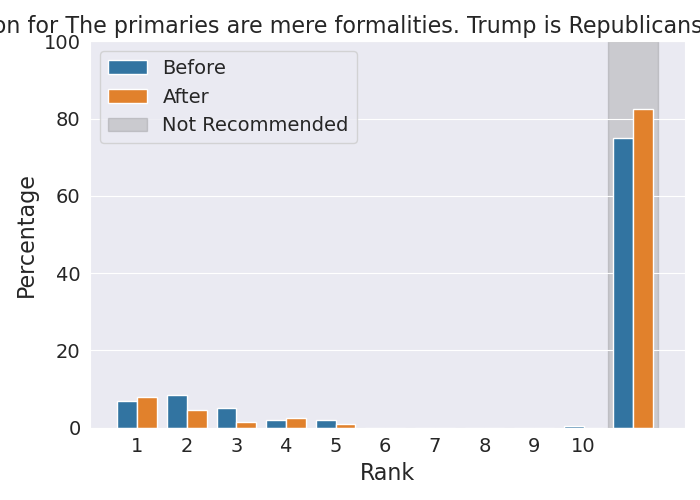 on for The primaries are mere formalities. Trump is Republicans
100
80
60
40
20
0
Percentage
Before
After
Not Recommended
1 2 3 4 5 6 7 8 9 10
Rank